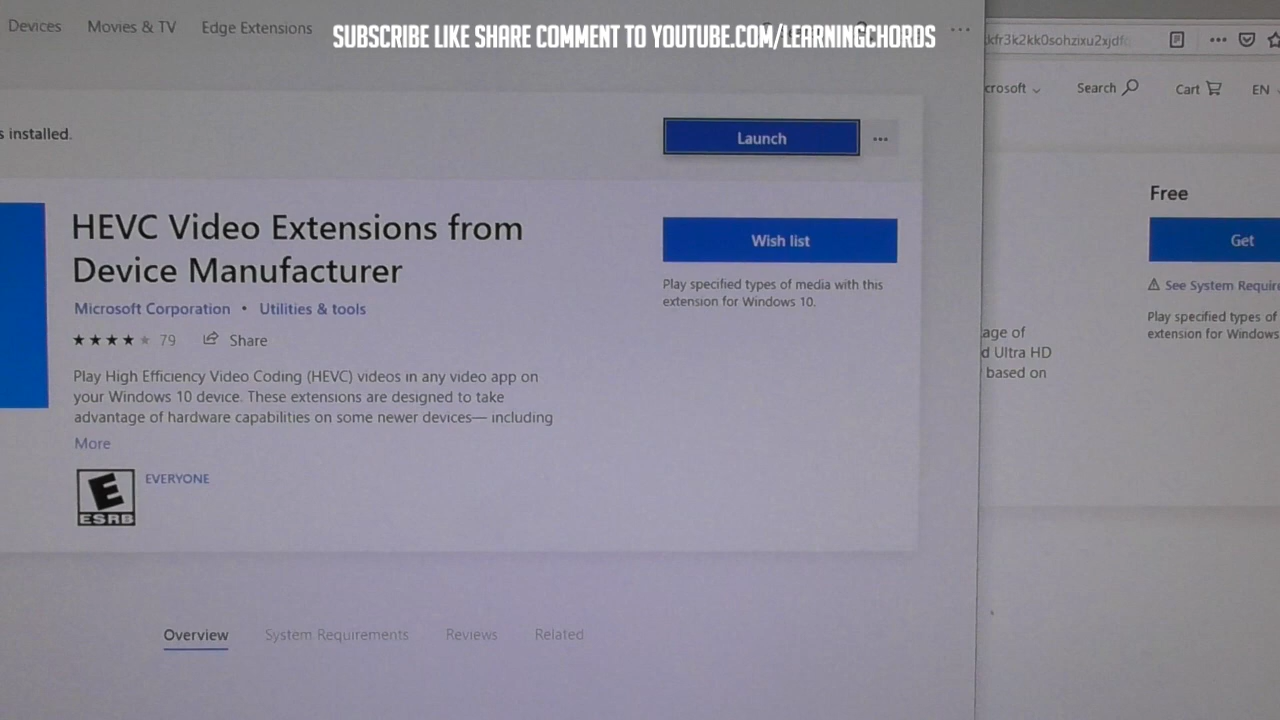 Devices Movies & TV Edge Extensions
SUBSCRIBE LIKE SHARE COMMENT TO YOUTUBE.COM/LEARNINGCHORDS
s installed.
Launch
HEVC Video Extensions from
Device Manufacturer
Microsoft Corporation • Utilities & tools
79 Share
Play High Efficiency Video Coding (HEVC) videos in any video app on
your Windows 10 device. These extensions are designed to take
advantage of hardware capabilities on some newer devices— including
More
E
ESRB
EVERYONE
Wish list
Play specified types of media with this
extension for Windows 10.
Overview System Requirements Reviews Related
kfr3k2kk0sohzixu2xjdf
crosoft Search Cart EN
Free
Get
See System Require
Play specified types of
extension for Windows
age of
d Ultra HD
based on